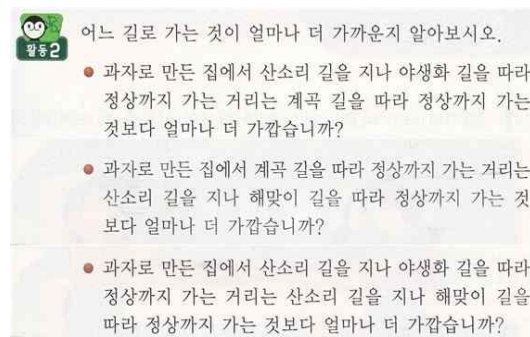 활동2
어느 길로 가는 것이 얼마나 더 가까운지 알아보시오.
● 과자로 만든 집에서 산소리 길을 지나 야생화 길을 따라
정상까지 가는 거리는 계곡 길을 따라 정상까지 가는
것보다 얼마나 더 가깝습니까?
● 과자로 만든 집에서 계곡 길을 따라 정상까지 가는 거리는
산소리 길을 지나 해맞이 길을 따라 정상까지 가는 것
보다 얼마나 더 가깝습니까?
● 과자로 만든 집에서 산소리 길을 지나 야생화 길을 따라
정상까지 가는 거리는 산소리 길을 지나 해맞이 길을
따라 정상까지 가는 것보다 얼마나 더 가깝습니까?